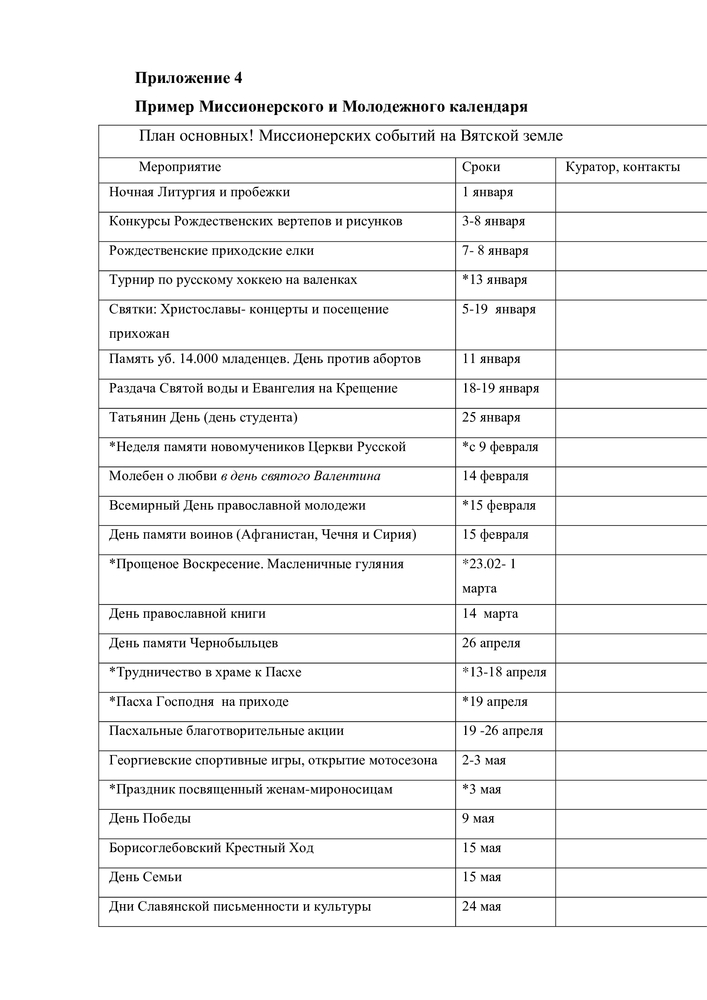 Приложение 4
Пример Миссионерского и Молодежного календаря
План основных! Миссионерских событий на Вятской земле
Мероприятие Сроки Куратор, контакты
Ночная Литургия и пробежки 1 января
Конкурсы Рождественских вертепов и рисунков 3-8 января
Рождественские приходские елки 7- 8 января
Турнир по русскому хоккею на валенках *13 января
Святки: Христославы- концерты и посещение 5-19 января
прихожан
Память уб. 14.000 младенцев. День против абортов 11 января
Раздача Святой воды и Евангелия на Крещение 18-19 января
Татьянин День (день студента) 25 января
*Неделя памяти новомучеников Церкви Русской *с 9 февраля
Молебен о любви в день святого Валентина 14 февраля
Всемирный День православной молодежи *15 февраля
День памяти воинов (Афганистан, Чечня и Сирия) 15 февраля
*Прощеное Воскресение. Масленичные гуляния *23.02- 1
марта
День православной книги 14 марта
День памяти Чернобыльцев 26 апреля
*Трудничество в храме к Пасхе *13-18 апреля
*Пасха Господня на приходе *19 апреля
Пасхальные благотворительные акции 19 -26 апреля
Георгиевские спортивные игры, открытие мотосезона 2-3 мая
*Праздник посвященный женам-мироносицам *3 мая
День Победы 9 мая
Борисоглебовский Крестный Ход 15 мая
День Семьи 15 мая
Дни Славянской письменности и культуры 24 мая